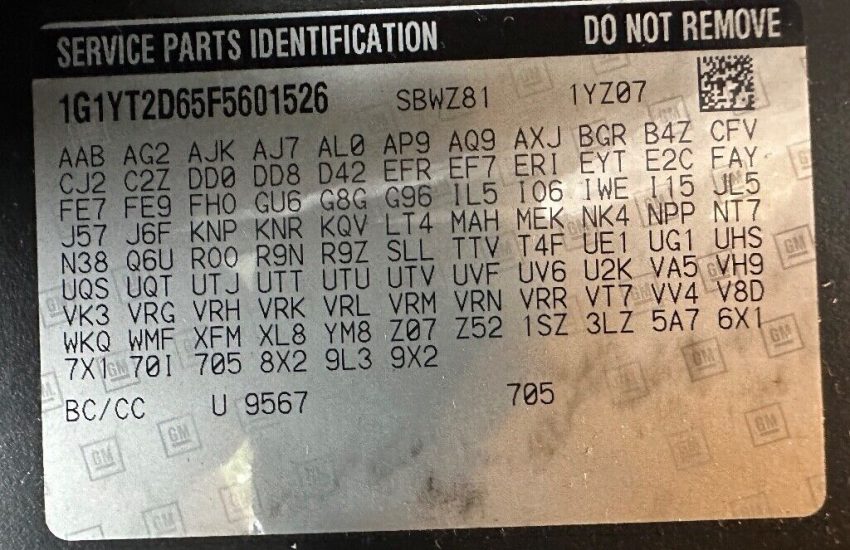 SERVICE PARTS IDENTIFICATION DO NOT REMOVE
1G1YT2D65F5601526 SBWZ81 1YZ07
AAB AG2 AJK AJ7 AL0 AP9 AQ9 AXJ BGR B4Z CFV
CJ2 C2Z DD0 DD8 D42 EFR EF7 ERI EYT E2C FAY
FE7 FE9 FHO GU6 G8G G96 IL5 IO6 IWE I15 JL5
J57 J6F KNP KNR KQV LT4 MAH MEK NK4 NPP NT7
N38 Q6U ROO R9N R9Z SLL TTV T4F UE1 UG1 UHS
UQS UQT UTJ UTT UTU UTV UVF UV6 U2K VA5 VH9
VK3 VRG VRH VRK VRL VRM VRN VRR VT7 VV4 V8D
WKQ WMF XFM XL8 YM8 Z07 Z52 1SZ 3LZ 5A7 6X1
7X1 70I 705 8X2 9L3 9X2
BC/CC U 9567 705